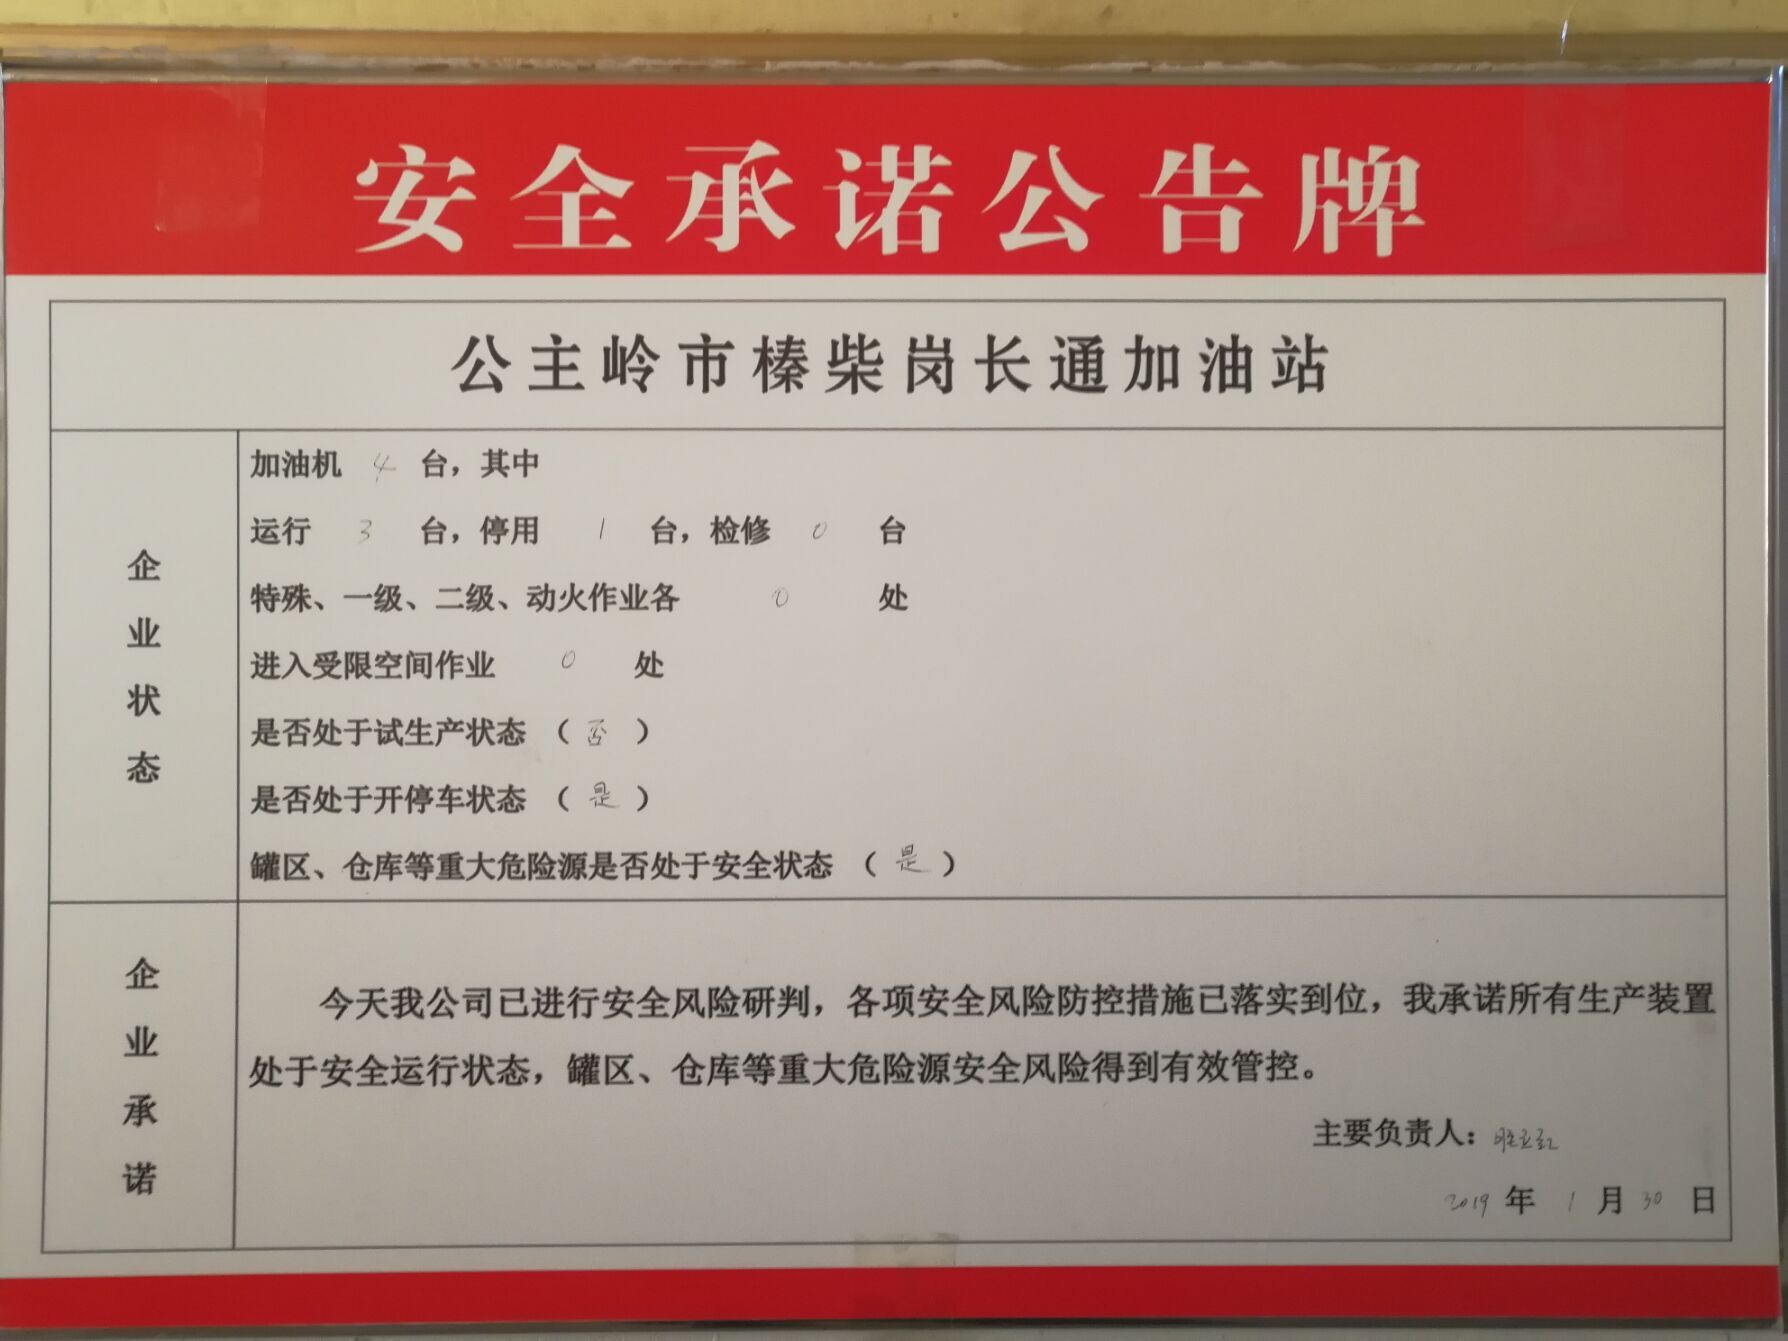 安全承诺公告牌
公主岭市榛柴岗长通加油站
企业状态
加油机 4 台，其中
运行 3 台，停用 1 台，检修 0 台
特殊、一级、二级、动火作业各 0 处
进入受限空间作业 0 处
是否处于试生产状态（否）
是否处于开停车状态（是）
罐区、仓库等重大危险源是否处于安全状态（是）
企业承诺
今天我公司已进行安全风险研判，各项安全风险防控措施已落实到位，我承诺所有生产装置
处于安全运行状态，罐区、仓库等重大危险源安全风险得到有效管控。
主要负责人：
2019 年 1 月 30 日